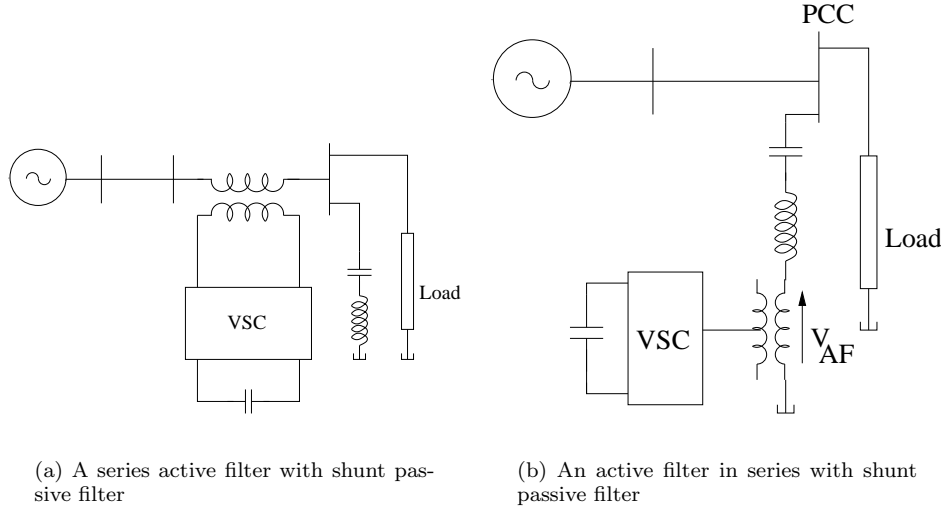 PCC
Load
VSC
Load
VSC
V
AF
(a) A series active filter with shunt pas-
sive filter
(b) An active filter in series with shunt
passive filter